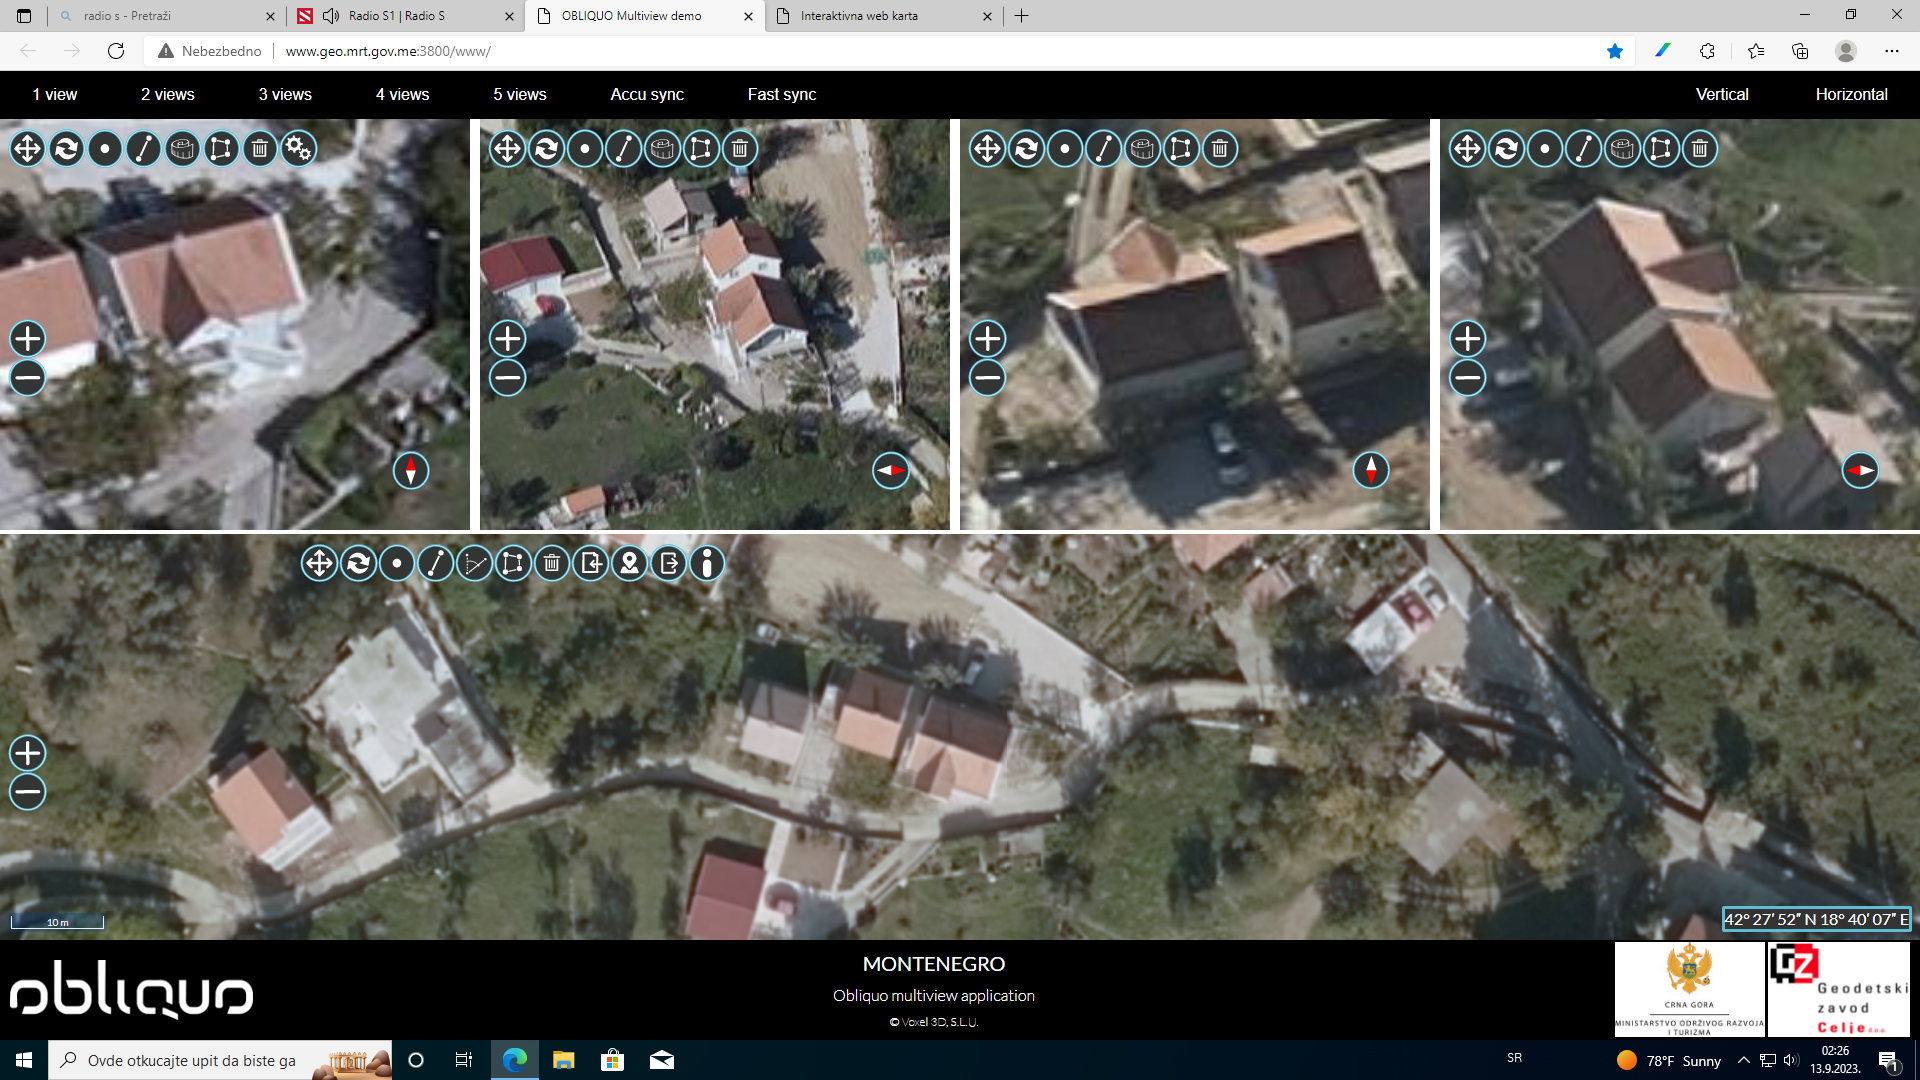 radio s - Pretraži
Radio S1 | Radio S
OBLIQUO Multiview demo
Interaktivna web karta
Nebezbedno
www.geo.mrt.gov.me:3800/www/
1 view
2 views
3 views
4 views
5 views
Accu sync
Fast sync
Vertical
Horizontal
10 m
42° 27′ 52″ N 18° 40′ 07″ E
obliquo
MONTENEGRO
Obliquo multiview application
© Voxel 3D, S.L.U.
CRNA GORA
MINISTARSTVO ODRŽIVOG RAZVOJA
I TURIZMA
GZ
Geodetski
zavod
Celje d.o.o.
Ovde otkucajte upit da biste ga
SR
78°F Sunny
02:26
13.9.2023.
1